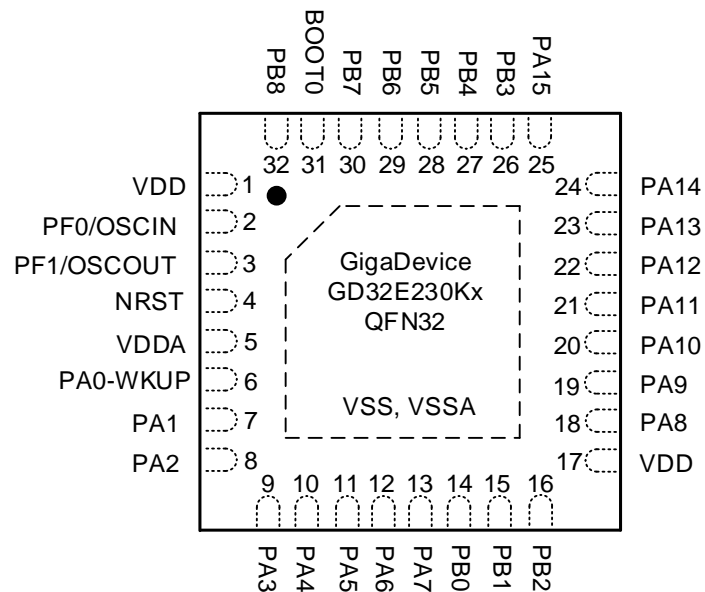 PB8
BOOT0
PB7
PB6
PB5
PB4
PB3
PA15
32
31
30
29
28
27
26
25
VDD
1
PF0/OSCIN
2
PF1/OSCOUT
3
NRST
4
VDDA
5
PA0-WKUP
6
PA1
7
PA2
8
GigaDevice
GD32E230Kx
QFN32
VSS, VSSA
24
PA14
23
PA13
22
PA12
21
PA11
20
PA10
19
PA9
18
PA8
17
VDD
9
10
11
12
13
14
15
16
PA3
PA4
PA5
PA6
PA7
PB0
PB1
PB2